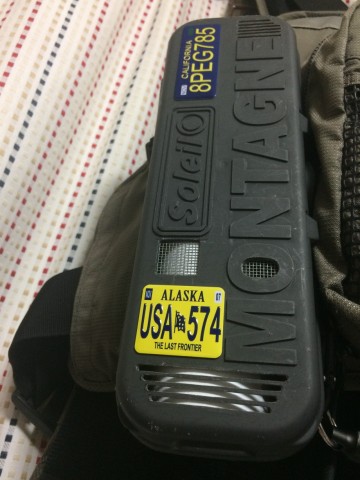 CALIFORNIA
8PEG785
Soleil
MONTAGNE
ALASKA
USA 574
THE LAST FRONTIER